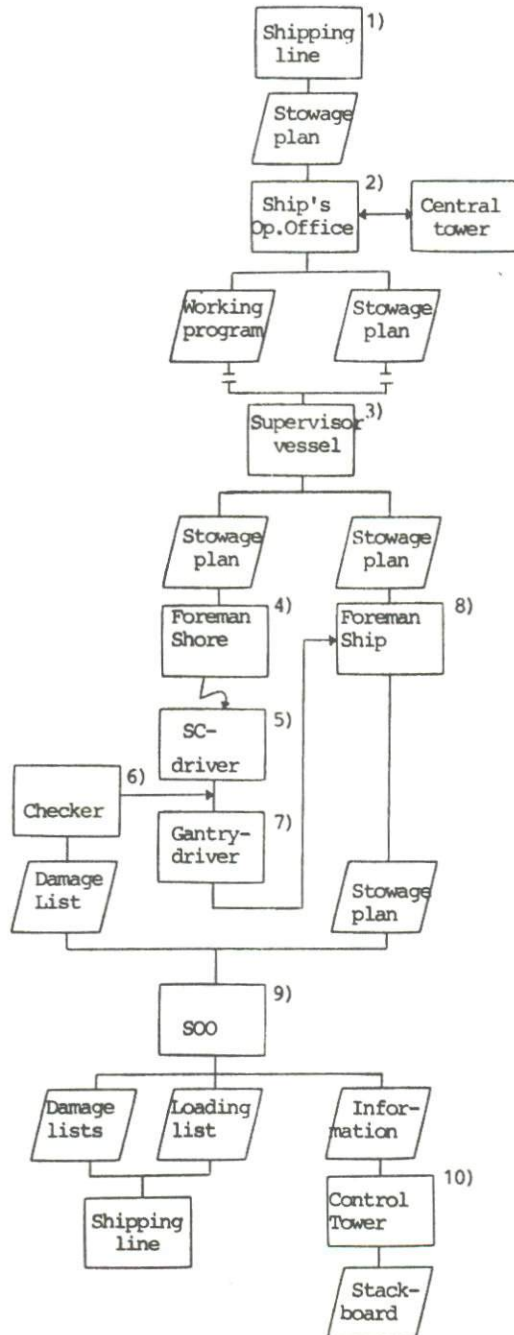 1)
Shipping
line
Stowage
plan
2)
Ship's
Op.Office
Central
tower
Working
program
Stowage
plan
3)
Supervisor
vessel
Stowage
plan
Stowage
plan
4)
Foreman
Shore
8)
Foreman
Ship
5)
SC-
driver
6)
Checker
7)
Gantry-
driver
Damage
List
Stowage
plan
9)
SOO
Damage
lists
Loading
list
Infor-
mation
10)
Control
Tower
Shipping
line
Stack-
board